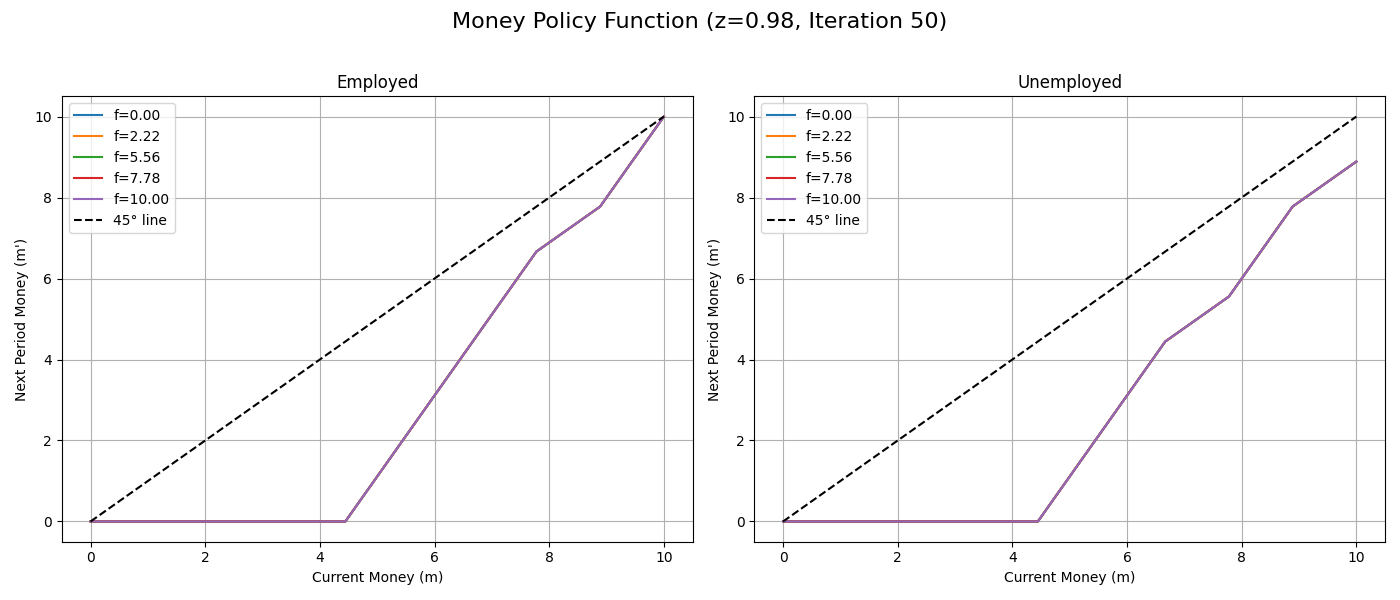 Money Policy Function (z=0.98, Iteration 50)
Employed
f=0.00
f=2.22
f=5.56
f=7.78
f=10.00
45° line
10
8
6
4
2
0
Next Period Money (m')
0 2 4 6 8 10
Current Money (m)
Unemployed
f=0.00
f=2.22
f=5.56
f=7.78
f=10.00
45° line
10
8
6
4
2
0
Next Period Money (m')
0 2 4 6 8 10
Current Money (m)